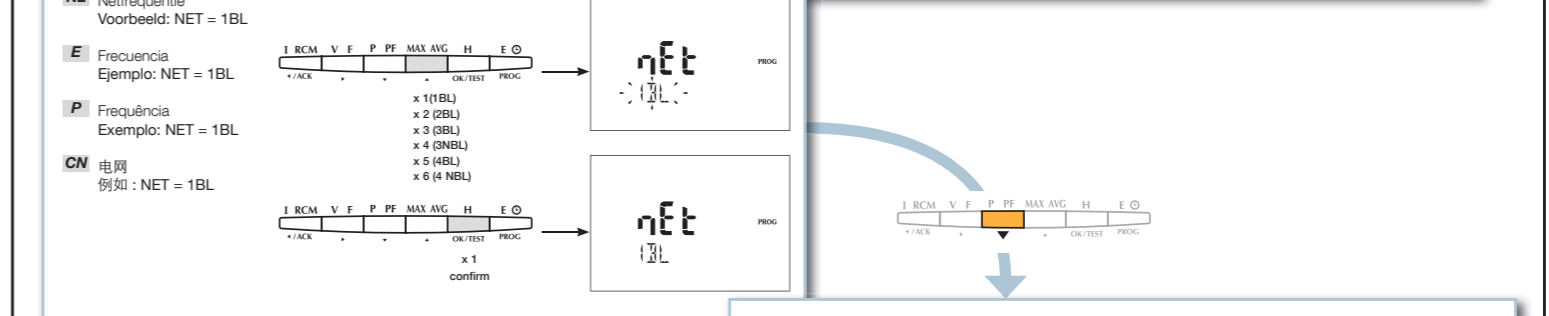 NL Netfrequentie
Voorbeeld: NET = 1BL
E Frecuencia
Ejemplo: NET = 1BL
P Frequência
Exemplo: NET = 1BL
CN 电网
例如 : NET = 1BL
I RCM V F P PF MAX AVG H E
/ACK OK/TEST PROG
x 1(1BL)
x 2 (2BL)
x 3 (3BL)
x 4 (3NBL)
x 5 (4BL)
x 6 (4 NBL)
nEt
PROG
1BL
I RCM V F P PF MAX AVG H E
/ACK OK/TEST PROG
x 1
confirm
nEt
PROG
1BL
I RCM V F P PF MAX AVG H E
/ACK OK/TEST PROG